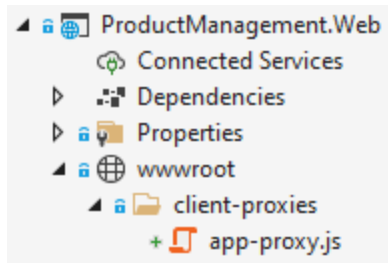 ProductManagement.Web
Connected Services
Dependencies
Properties
wwwroot
client-proxies
app-proxy.js